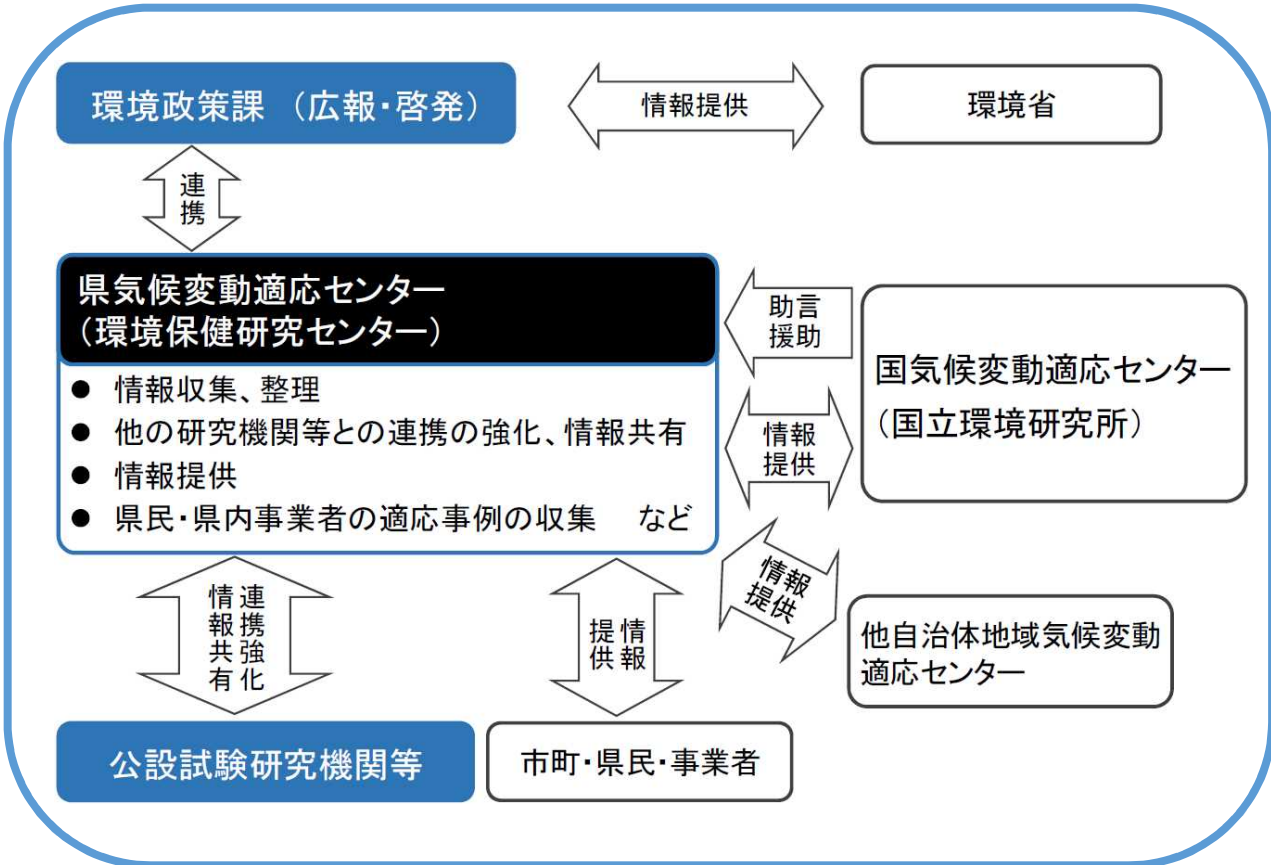 環境政策課 （広報・啓発）
情報提供
環境省
連携
県気候変動適応センター
（環境保健研究センター）
● 情報収集、整理
● 他の研究機関等との連携の強化、情報共有
● 情報提供
● 県民・県内事業者の適応事例の収集　など
助言
援助
情報
提供
国気候変動適応センター
（国立環境研究所）
情報
提供
他自治体地域気候変動
適応センター
連携強化
情報共有
情報
提供
公設試験研究機関等
市町・県民・事業者